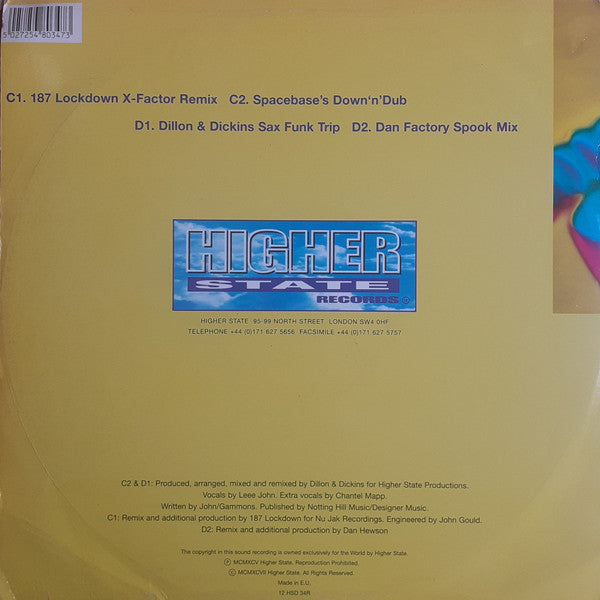 5027254803473
C1. 187 Lockdown X-Factor Remix C2. Spacebase's Down'n'Dub
D1. Dillon & Dickins Sax Funk Trip D2. Dan Factory Spook Mix
HIGHER
STATE
RECORDS
HIGHER STATE 95-99 NORTH STREET LONDON SW4 0HF
TELEPHONE +44 (0)171 627 5656 FACSIMILE +44 (0)171 627 5757
C2 & D1: Produced, arranged, mixed and remixed by Dillon & Dickins for Higher State Productions.
Vocals by Leee John. Extra vocals by Chantel Mapp.
Written by John/Gammons. Published by Notting Hill Music/Designer Music.
C1: Remix and additional production by 187 Lockdown for Nu Jak Recordings. Engineered by John Gould.
D2: Remix and additional production by Dan Hewson
The copyright in this sound recording is owned exclusively for the World by Higher State.
Ⓟ MCMXCV Higher State. Reproduction Prohibited.
© MCMXCVII Higher State. All Rights Reserved.
Made in E.U.
12 HSD 34R